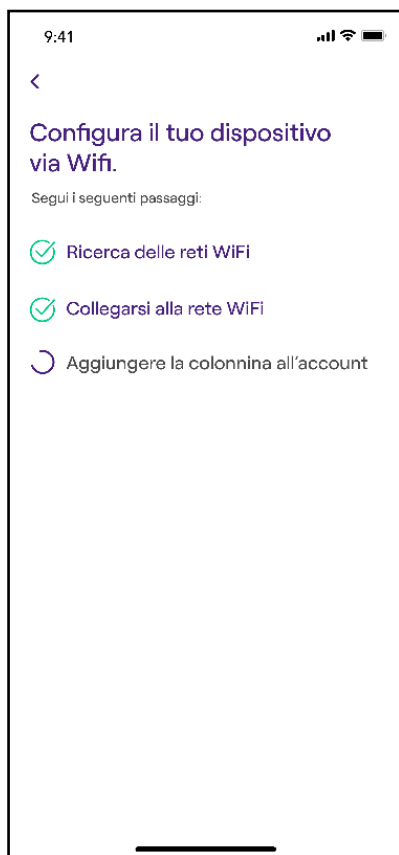 9:41
Configura il tuo dispositivo
via Wifi.
Segui i seguenti passaggi:
Ricerca delle reti WiFi
Collegarsi alla rete WiFi
Aggiungere la colonnina all'account